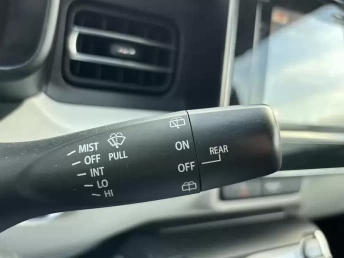 MIST
OFF PULL
INT
LO
HI
ON
OFF REAR